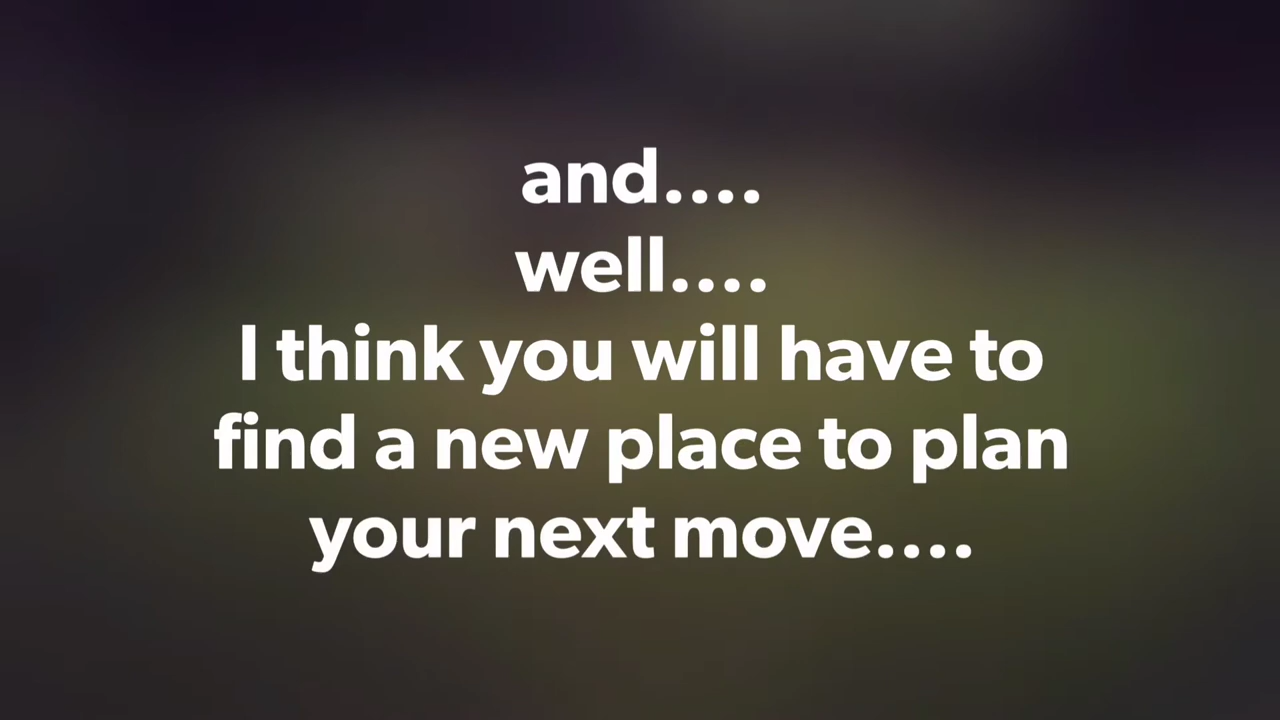 and....
well....
I think you will have to
find a new place to plan
your next move....